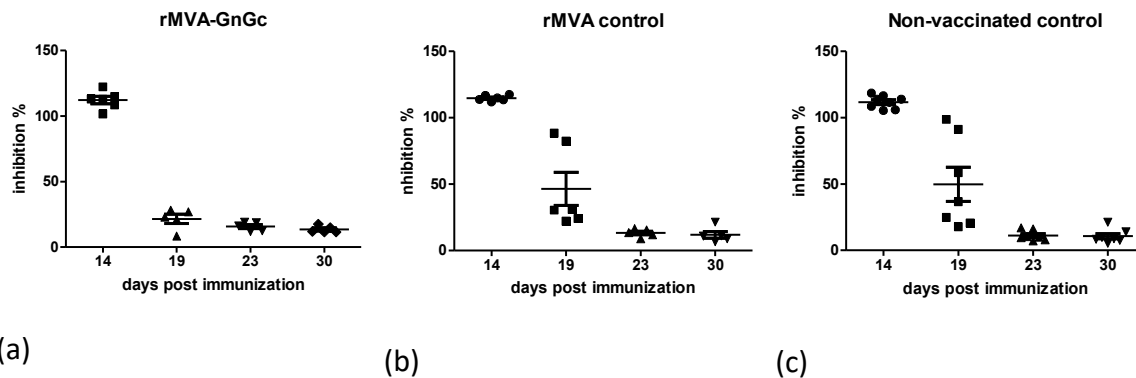 rMVA-GnGc
150
100
50
0
inhibition %
14 19 23 30
days post immunization
(a)
rMVA control
150
100
50
0
nhibition %
14 19 23 30
days post immunization
(b)
Non-vaccinated control
150
100
50
0
inhibition %
14 19 23 30
days post immunization
(c)